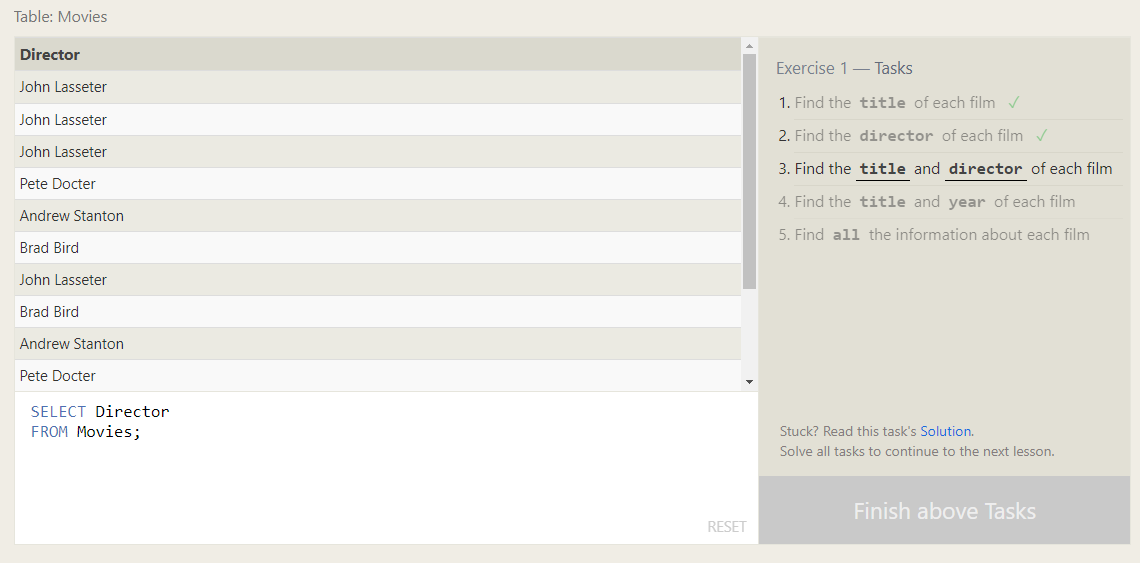 Table: Movies
Director
John Lasseter
John Lasseter
John Lasseter
Pete Docter
Andrew Stanton
Brad Bird
John Lasseter
Brad Bird
Andrew Stanton
Pete Docter
SELECT Director
FROM Movies;
RESET
Exercise 1 — Tasks
1. Find the title of each film ✓
2. Find the director of each film ✓
3. Find the title and director of each film
4. Find the title and year of each film
5. Find all the information about each film
Stuck? Read this task's Solution.
Solve all tasks to continue to the next lesson.
Finish above Tasks